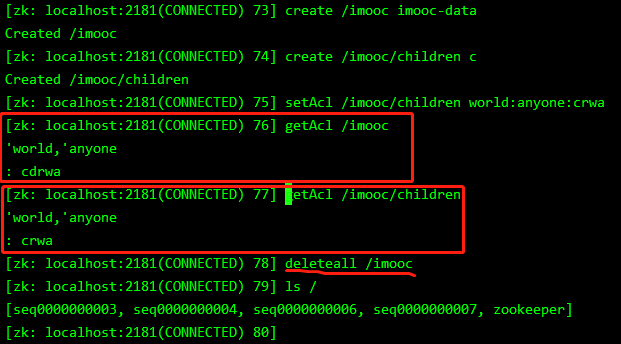 [zk: localhost:2181(CONNECTED) 73] create /imooc imooc-data
Created /imooc
[zk: localhost:2181(CONNECTED) 74] create /imooc/children c
Created /imooc/children
[zk: localhost:2181(CONNECTED) 75] setAcl /imooc/children world:anyone:crwa
[zk: localhost:2181(CONNECTED) 76] getAcl /imooc
'world,'anyone
: cdrwa
[zk: localhost:2181(CONNECTED) 77] getAcl /imooc/children
'world,'anyone
: crwa
[zk: localhost:2181(CONNECTED) 78] deleteall /imooc
[zk: localhost:2181(CONNECTED) 79] ls /
[seq0000000003, seq0000000004, seq0000000006, seq0000000007, zookeeper]
[zk: localhost:2181(CONNECTED) 80]